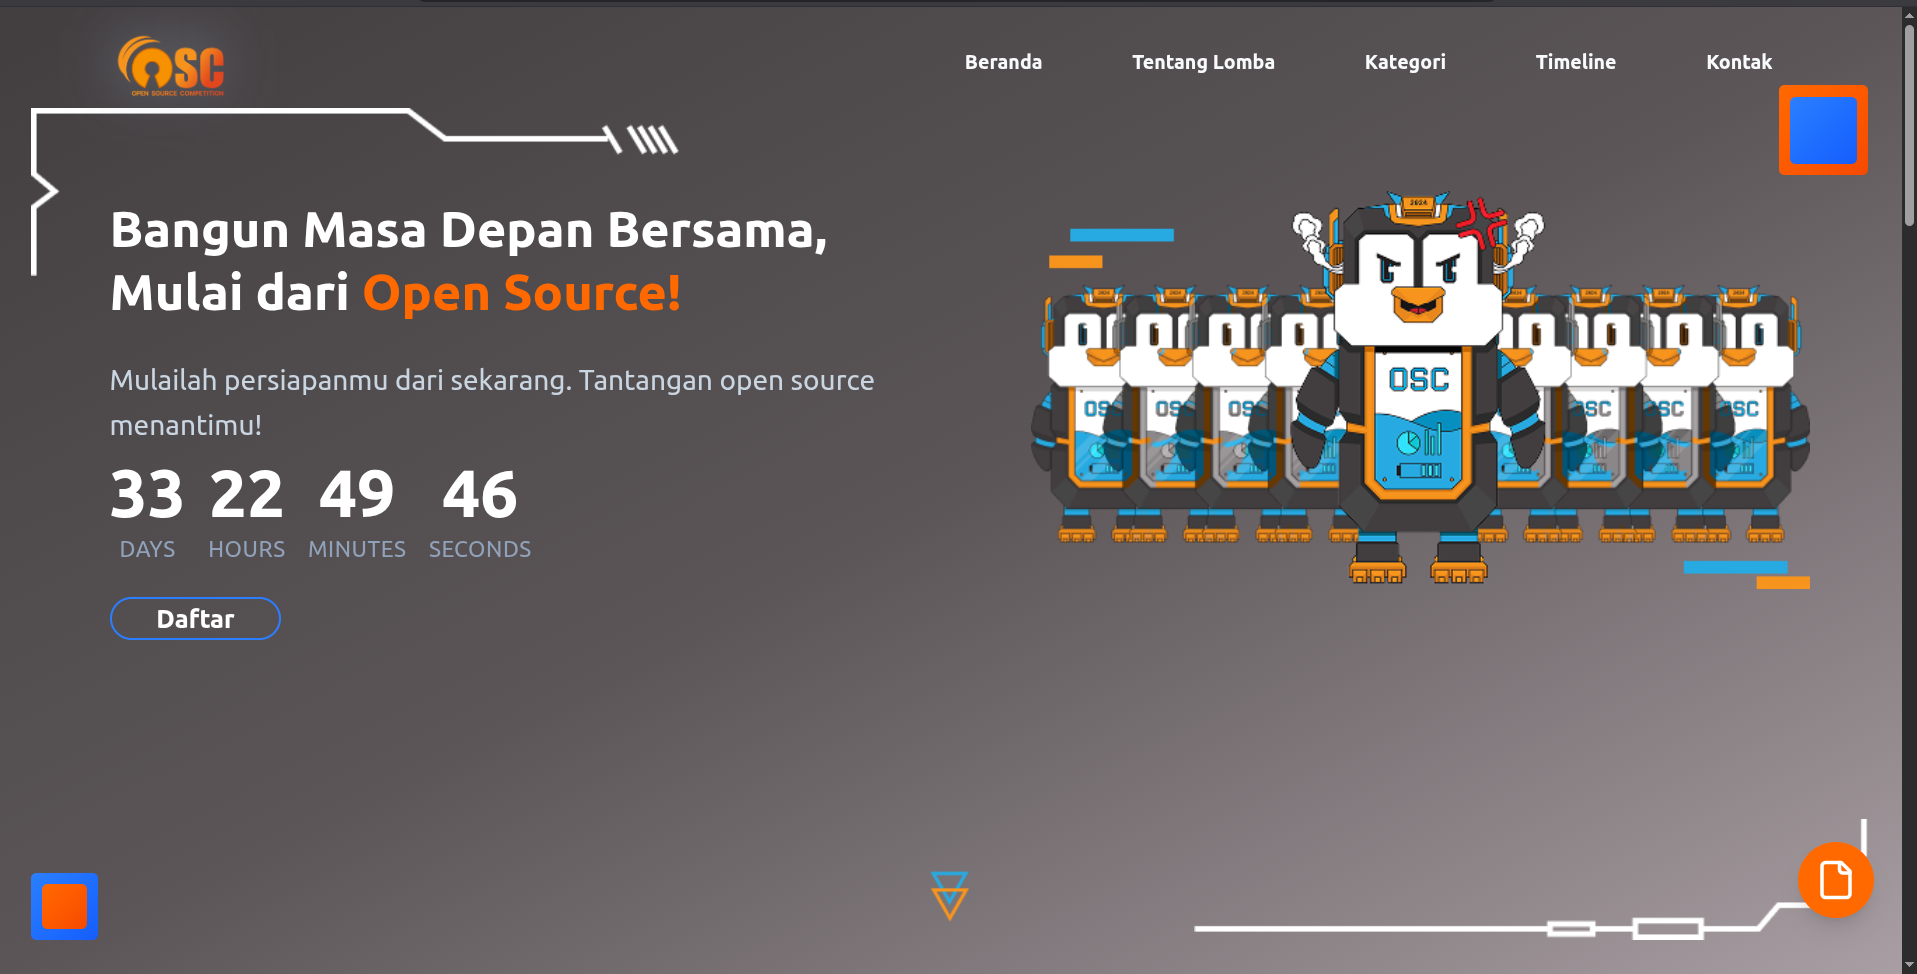 OSC
OPEN SOURCE COMPETITION
Beranda
Tentang Lomba
Kategori
Timeline
Kontak
Bangun Masa Depan Bersama,
Mulai dari Open Source!
Mulailah persiapanmu dari sekarang. Tantangan open source
menantimu!
33 22 49 46
DAYS HOURS MINUTES SECONDS
Daftar
2024
OSC